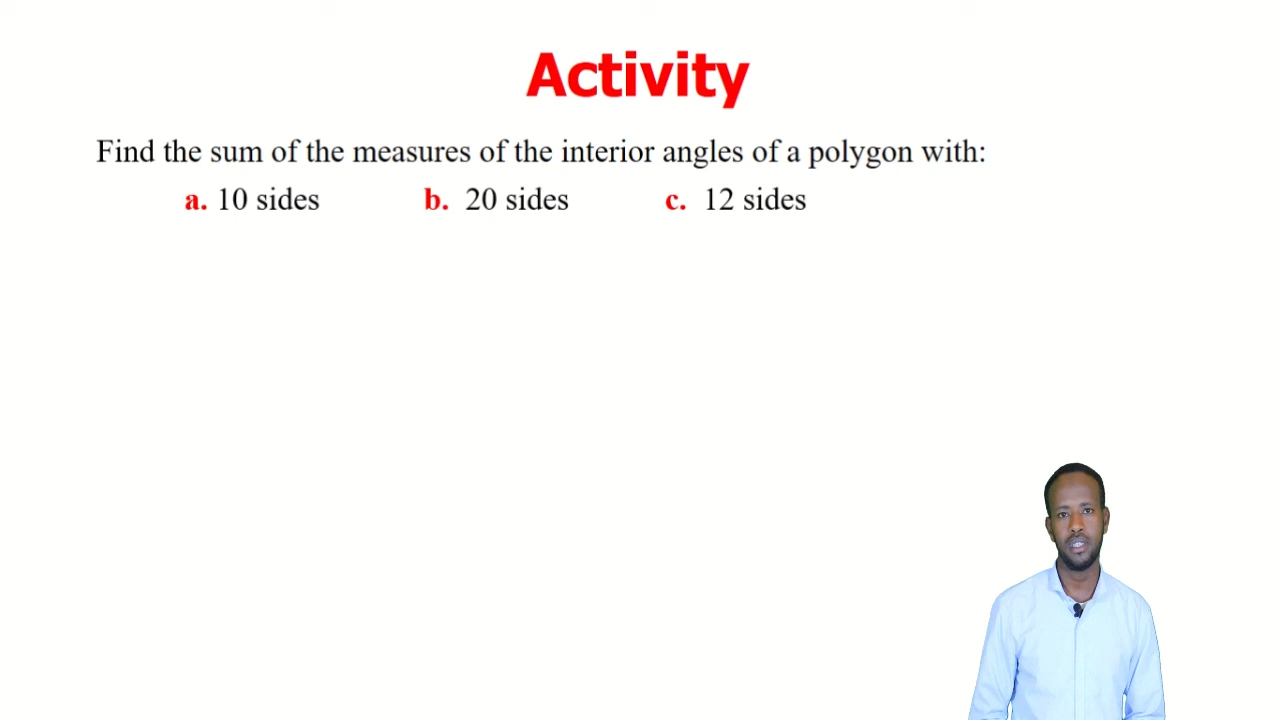 Activity
Find the sum of the measures of the interior angles of a polygon with:
a. 10 sides b. 20 sides c. 12 sides